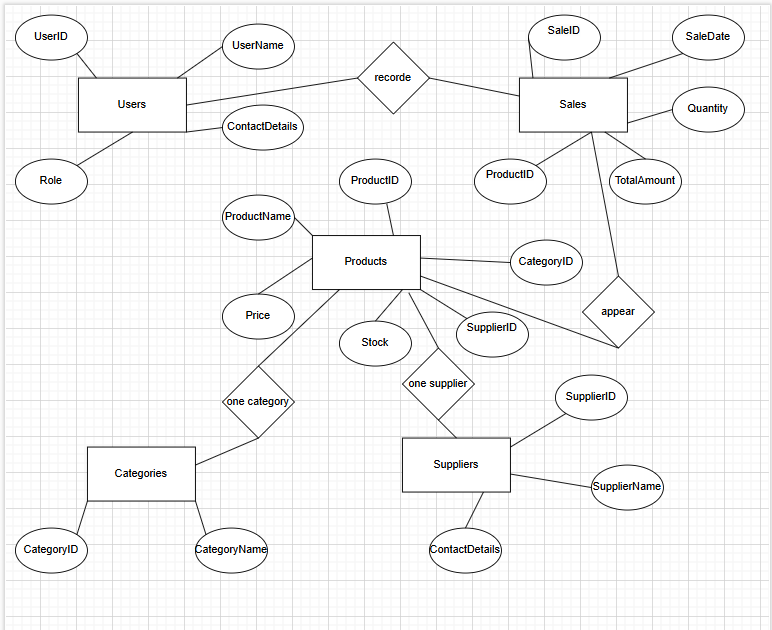 UserID
UserName
SaleID
SaleDate
recorde
Users
Sales
Quantity
ContactDetails
Role
ProductID
ProductID
TotalAmount
ProductName
Products
CategoryID
Price
Stock
SupplierID
appear
one category
one supplier
SupplierID
Categories
Suppliers
SupplierName
CategoryID
CategoryName
ContactDetails